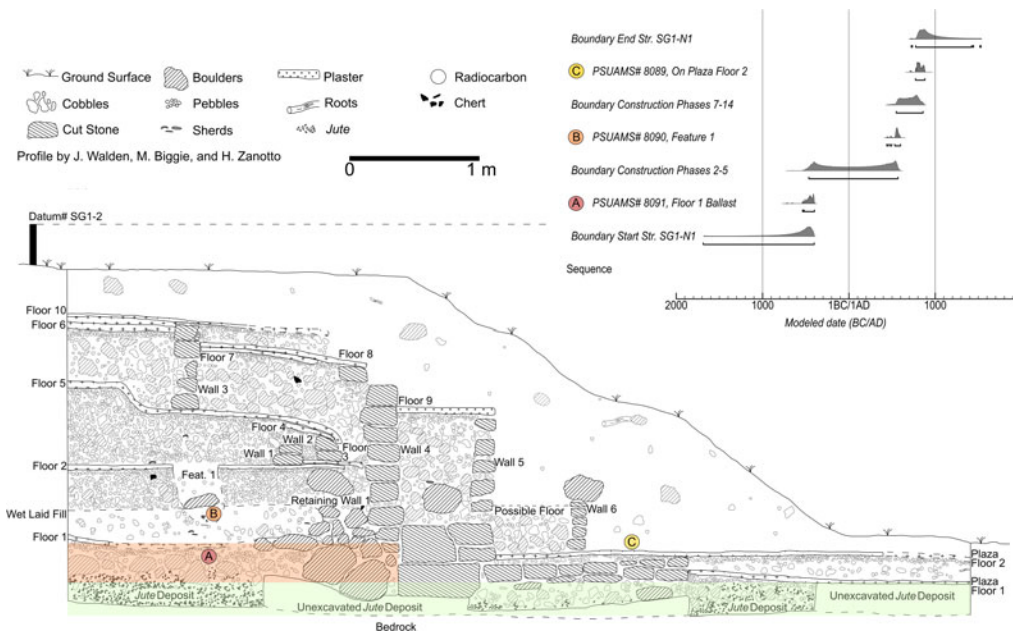 Ground Surface
Boulders
Plaster
Radiocarbon
Cobbles
Pebbles
Roots
Chert
Cut Stone
Sherds
Jute
Profile by J. Walden, M. Biggie, and H. Zanotto
0
1 m
Boundary End Str. SG1-N1
C PSUAMS# 8089, On Plaza Floor 2
Boundary Construction Phases 7-14
B PSUAMS# 8090, Feature 1
Boundary Construction Phases 2-5
A PSUAMS# 8091, Floor 1 Ballast
Boundary Start Str. SG1-N1
Sequence
2000 1000 1BC/1AD 1000
Modeled date (BC/AD)
Datum# SG1-2
Floor 10
Floor 6
Floor 7
Floor 8
Floor 5
Wall 3
Floor 9
Floor 4
Wall 2
Wall 1
Floor 3
Wall 4
Wall 5
Floor 2
Feat. 1
Retaining Wall 1
Wet Laid Fill
B
Possible Floor
Wall 6
Floor 1
A
C
Plaza Floor 2
Plaza Floor 1
Jute Deposit
Unexcavated Jute Deposit
Jute Deposit
Unexcavated Jute Deposit
Bedrock